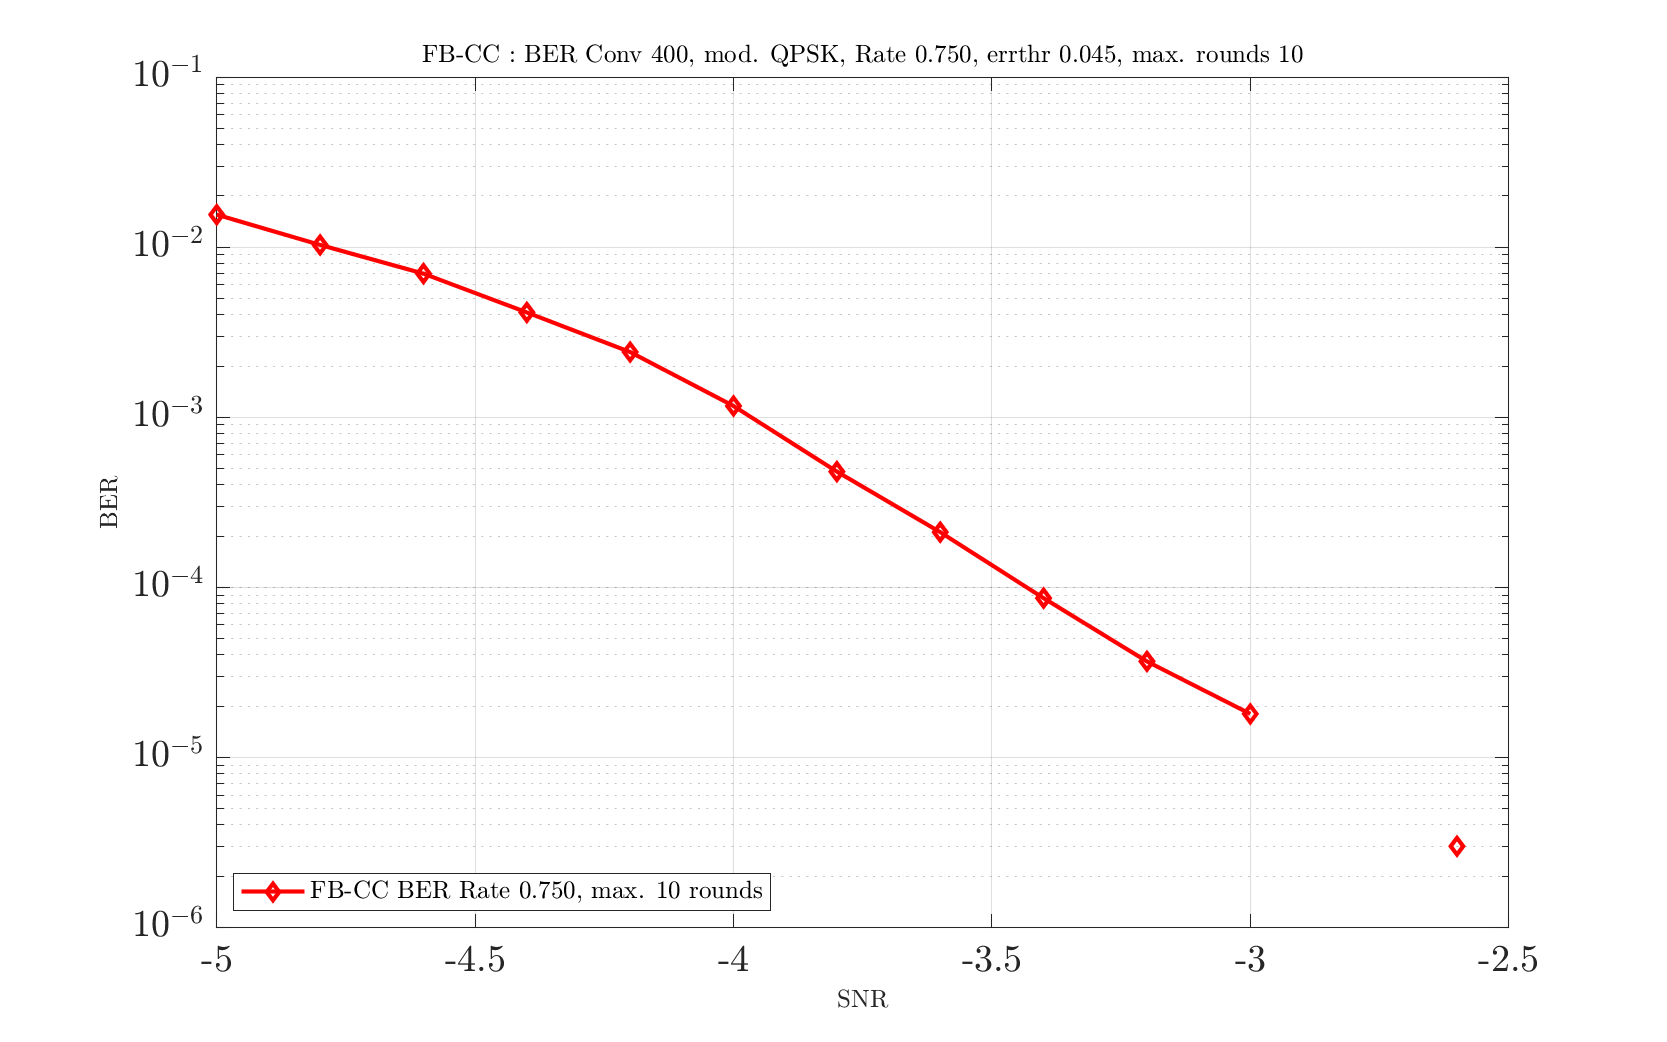 FB-CC : BER Conv 400, mod. QPSK, Rate 0.750, errthr 0.045, max. rounds 10
10⁻¹
10⁻²
10⁻³
10⁻⁴
10⁻⁵
10⁻⁶
BER
FB-CC BER Rate 0.750, max. 10 rounds
-5 -4.5 -4 -3.5 -3 -2.5
SNR